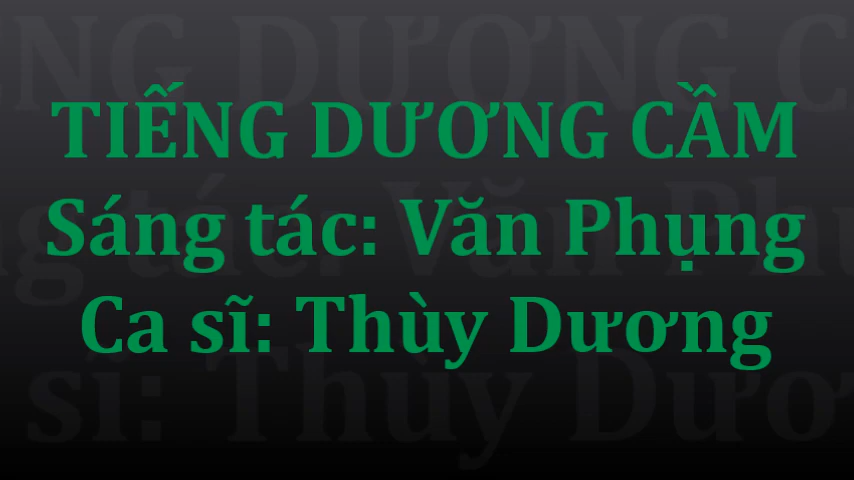 TIẾNG DƯƠNG CẦM
Sáng tác: Văn Phụng
Ca sĩ: Thùy Dương